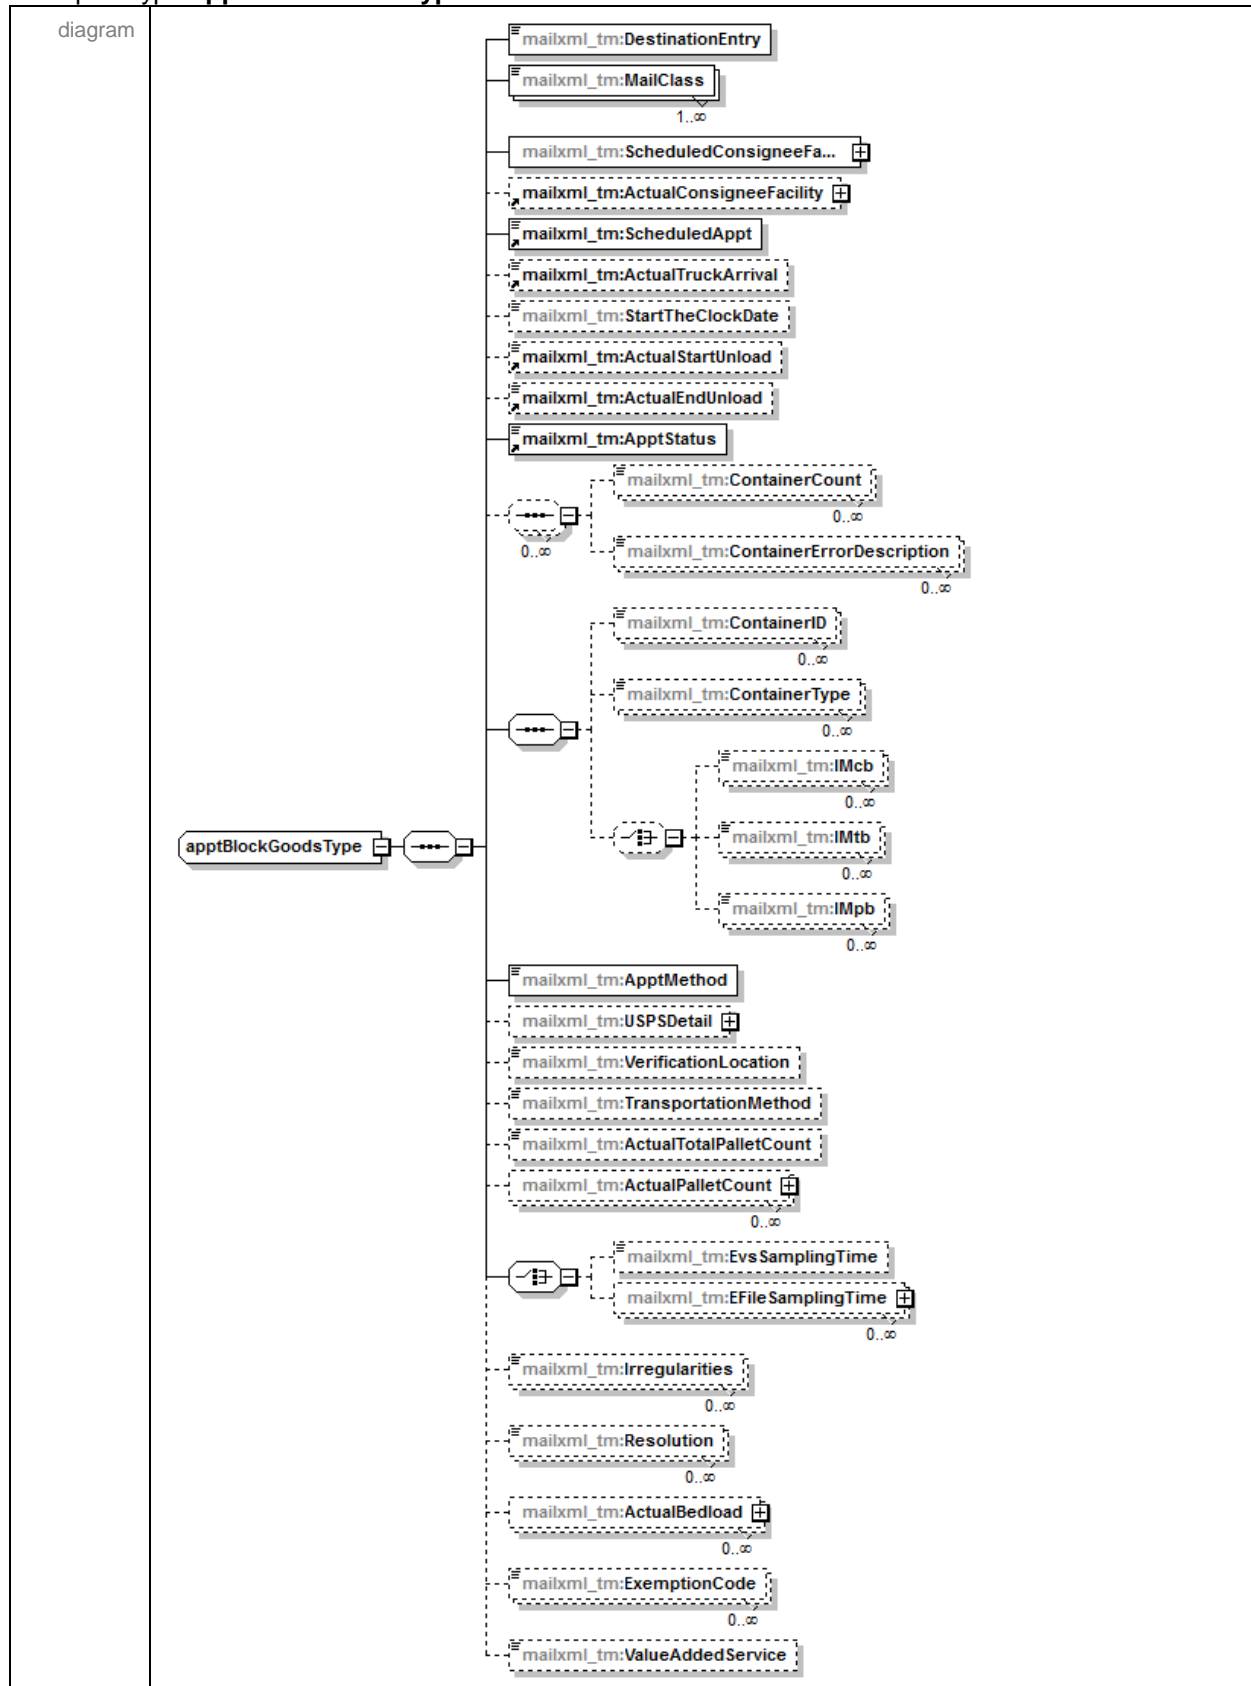 diagram
mailxml_tm:DestinationEntry
mailxml_tm:MailClass
1..∞
mailxml_tm:ScheduledConsigneeFa...
mailxml_tm:ActualConsigneeFacility
mailxml_tm:ScheduledAppt
mailxml_tm:ActualTruckArrival
mailxml_tm:StartTheClockDate
mailxml_tm:ActualStartUnload
mailxml_tm:ActualEndUnload
mailxml_tm:ApptStatus
mailxml_tm:ContainerCount
0..∞
0..∞
mailxml_tm:ContainerErrorDescription
0..∞
mailxml_tm:ContainerID
0..∞
mailxml_tm:ContainerType
0..∞
mailxml_tm:IMcb
0..∞
mailxml_tm:IMtb
0..∞
apptBlockGoodsType
mailxml_tm:IMpb
0..∞
mailxml_tm:ApptMethod
mailxml_tm:USPSDetail
mailxml_tm:VerificationLocation
mailxml_tm:TransportationMethod
mailxml_tm:ActualTotalPalletCount
mailxml_tm:ActualPalletCount
0..∞
mailxml_tm:EvsSamplingTime
mailxml_tm:EFileSamplingTime
0..∞
mailxml_tm:Irregularities
0..∞
mailxml_tm:Resolution
0..∞
mailxml_tm:ActualBedload
0..∞
mailxml_tm:ExemptionCode
0..∞
mailxml_tm:ValueAddedService